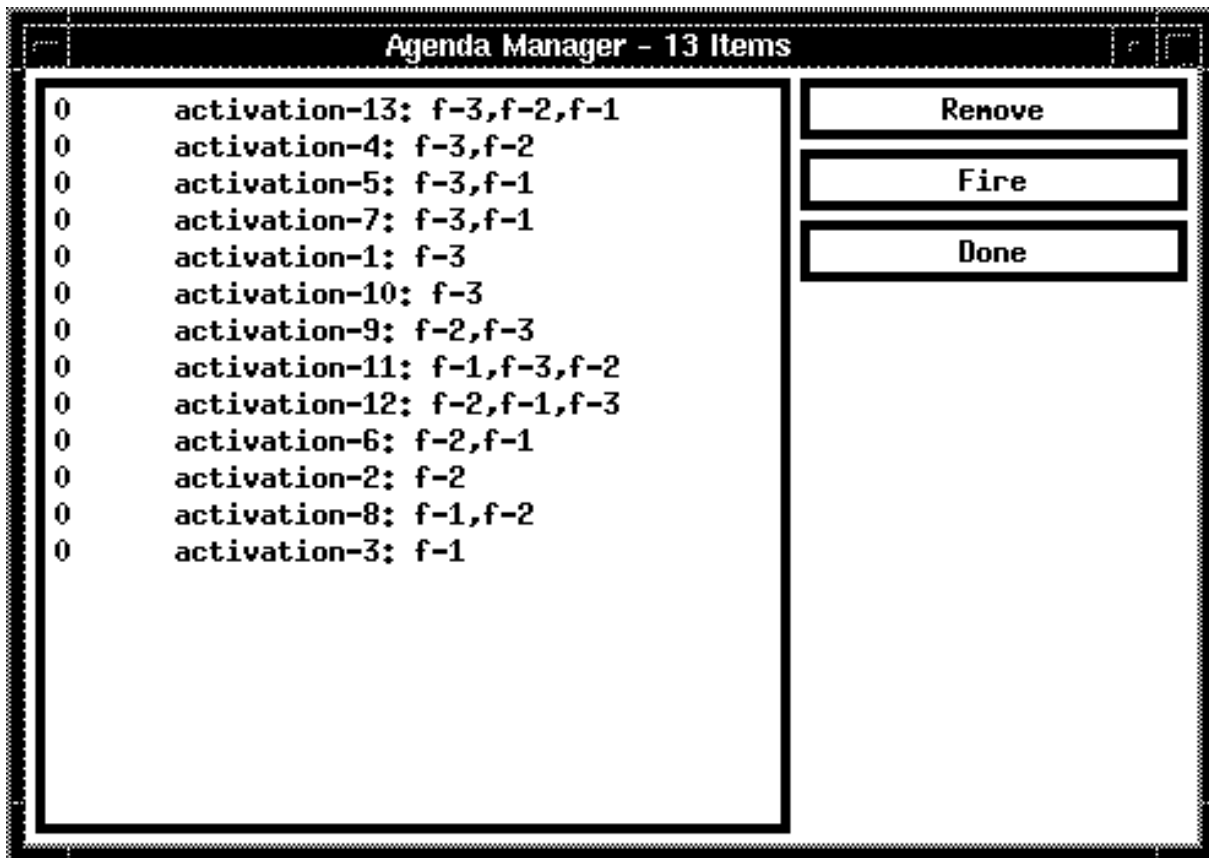 Agenda Manager - 13 Items
0 activation-13: f-3,f-2,f-1
0 activation-4: f-3,f-2
0 activation-5: f-3,f-1
0 activation-7: f-3,f-1
0 activation-1: f-3
0 activation-10: f-3
0 activation-9: f-2,f-3
0 activation-11: f-1,f-3,f-2
0 activation-12: f-2,f-1,f-3
0 activation-6: f-2,f-1
0 activation-2: f-2
0 activation-8: f-1,f-2
0 activation-3: f-1
Remove
Fire
Done